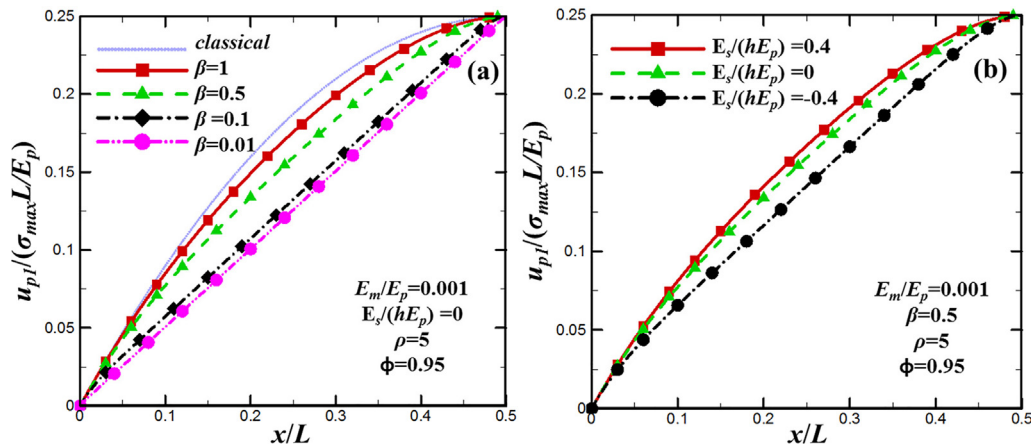 0.25
0.2
0.15
0.1
0.05
0
u_p1/(σ_max L/E_p)
classical
β=1
β=0.5
β=0.1
β=0.01
(a)
E_m/E_p=0.001
E_s/(hE_p) =0
ρ=5
ϕ=0.95
0 0.1 0.2 0.3 0.4 0.5
x/L
0.25
0.2
0.15
0.1
0.05
0
u_p1/(σ_max L/E_p)
E_s/(hE_p) =0.4
E_s/(hE_p) =0
E_s/(hE_p) =-0.4
(b)
E_m/E_p=0.001
β=0.5
ρ=5
ϕ=0.95
0 0.1 0.2 0.3 0.4 0.5
x/L